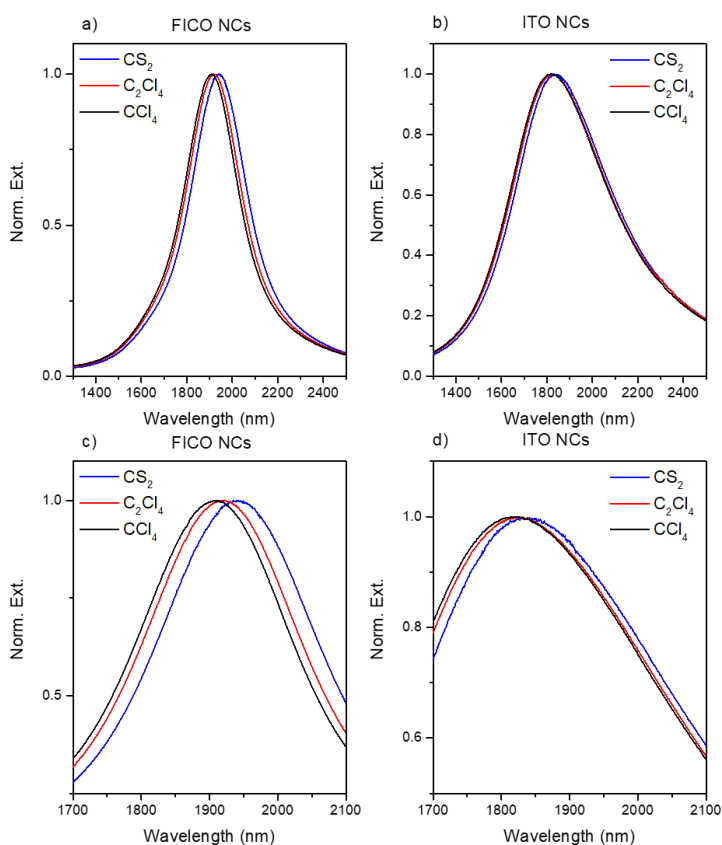 a) FICO NCs
CS₂
C₂Cl₄
CCl₄
Norm. Ext.
1.0
0.5
0.0
1400 1600 1800 2000 2200 2400
Wavelength (nm)
b) ITO NCs
CS₂
C₂Cl₄
CCl₄
Norm. Ext.
1.0
0.8
0.6
0.4
0.2
0.0
1400 1600 1800 2000 2200 2400
Wavelength (nm)
c) FICO NCs
CS₂
C₂Cl₄
CCl₄
Norm. Ext.
1.0
0.5
1700 1800 1900 2000 2100
Wavelength (nm)
d) ITO NCs
CS₂
C₂Cl₄
CCl₄
Norm. Ext.
1.0
0.8
0.6
1700 1800 1900 2000 2100
Wavelength (nm)